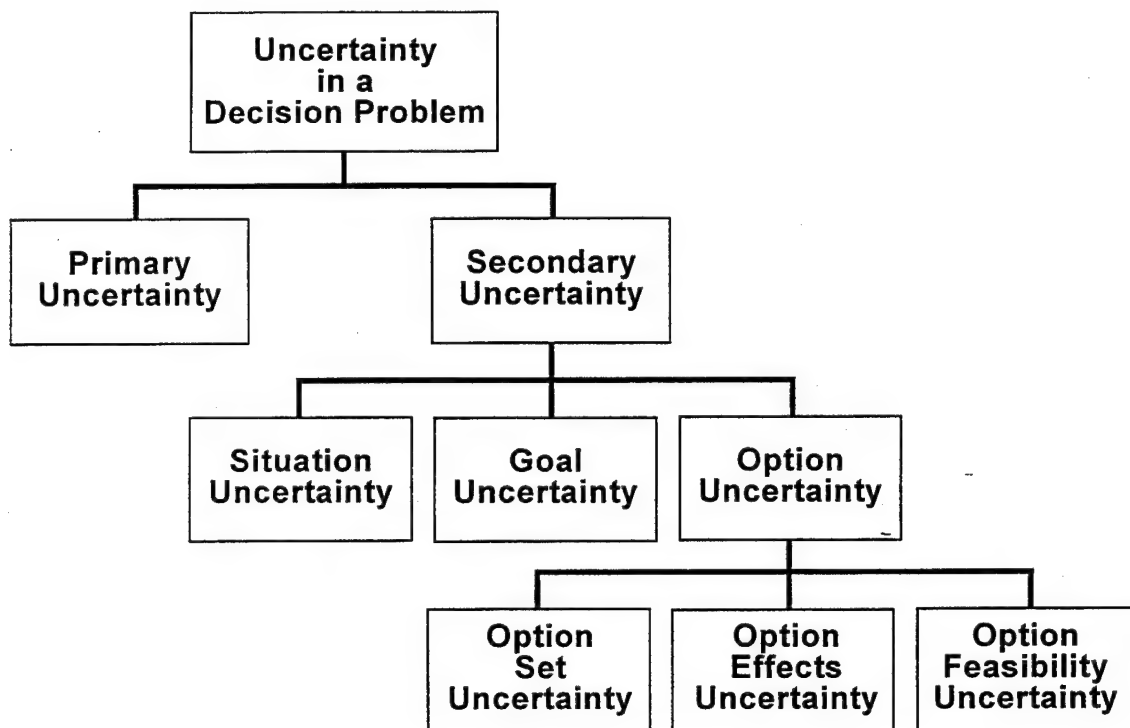 Uncertainty
in a
Decision Problem
Primary
Uncertainty
Secondary
Uncertainty
Situation
Uncertainty
Goal
Uncertainty
Option
Uncertainty
Option
Set
Uncertainty
Option
Effects
Uncertainty
Option
Feasibility
Uncertainty